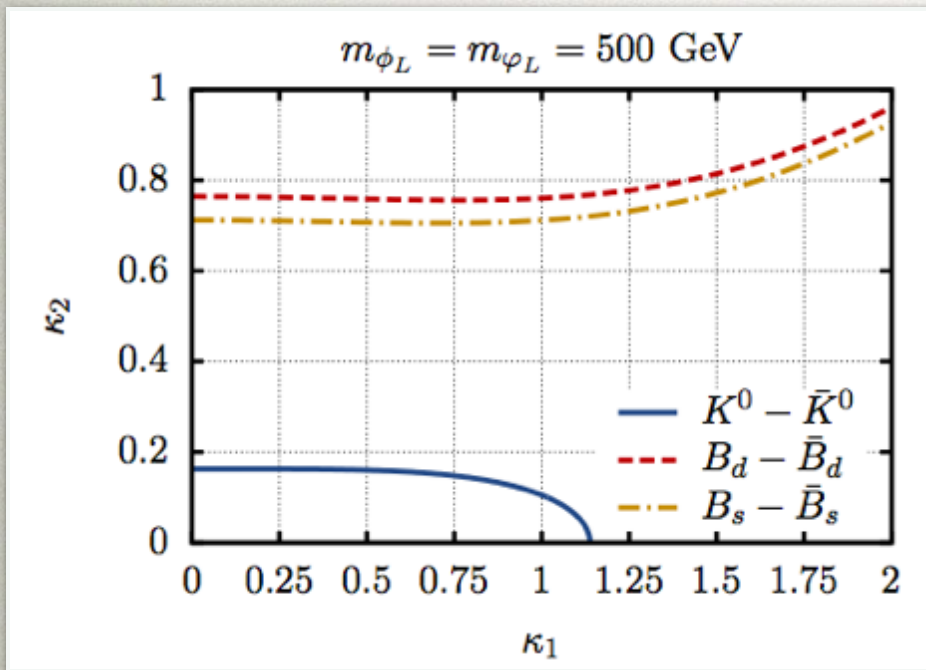 m_{ϕ_L} = m_{φ_L} = 500 GeV
1
0.8
0.6
0.4
0.2
0
κ₂
K⁰ − K̄⁰
B_d − B̄_d
B_s − B̄_s
0 0.25 0.5 0.75 1 1.25 1.5 1.75 2
κ₁